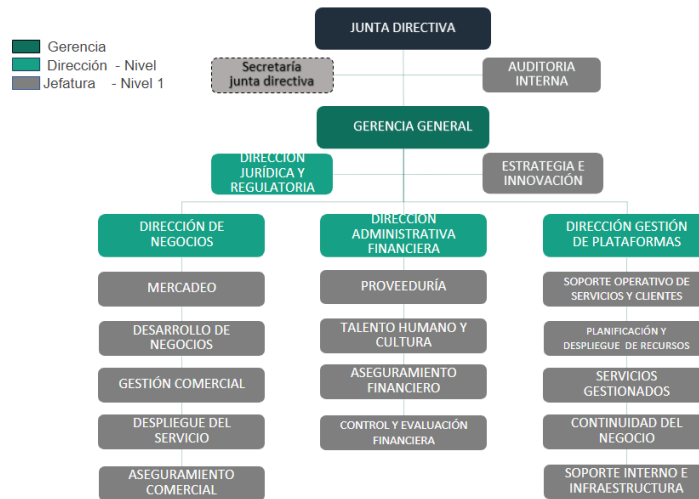 JUNTA DIRECTIVA
Gerencia
Dirección - Nivel
Jefatura - Nivel 1
Secretaría
junta directiva
AUDITORIA
INTERNA
GERENCIA GENERAL
DIRECCIÓN
JURÍDICA Y
REGULATORIA
ESTRATEGIA E
INNOVACIÓN
DIRECCIÓN DE
NEGOCIOS
DIRECCIÓN
ADMINISTRATIVA
FINANCIERA
DIRECCIÓN GESTIÓN
DE PLATAFORMAS
MERCADEO
DESARROLLO DE
NEGOCIOS
GESTIÓN COMERCIAL
DESPLIEGUE DEL
SERVICIO
ASEGURAMIENTO
COMERCIAL
PROVEEDURÍA
TALENTO HUMANO Y
CULTURA
ASEGURAMIENTO
FINANCIERO
CONTROL Y EVALUACIÓN
FINANCIERA
SOPORTE OPERATIVO DE
SERVICIOS Y CLIENTES
PLANIFICACIÓN Y
DESPLIEGUE DE RECURSOS
SERVICIOS
GESTIONADOS
CONTINUIDAD DEL
NEGOCIO
SOPORTE INTERNO E
INFRAESTRUCTURA